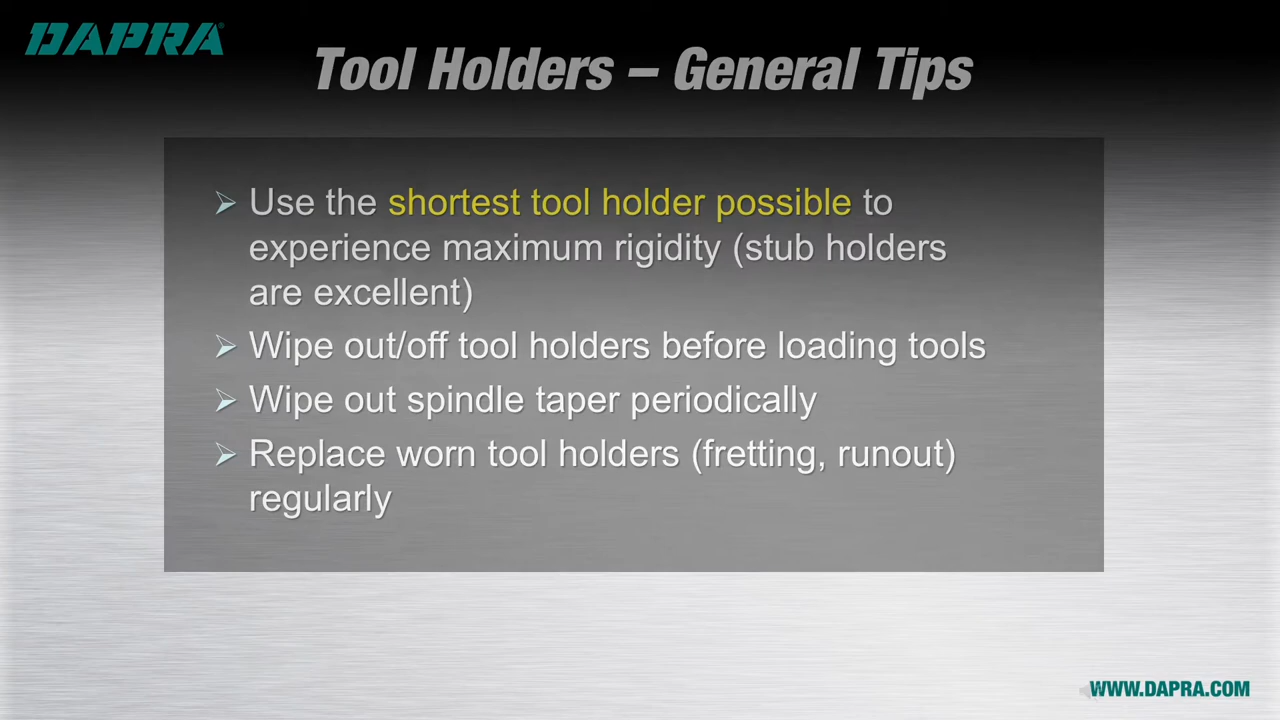 DAPRA®
Tool Holders – General Tips
➢ Use the shortest tool holder possible to
experience maximum rigidity (stub holders
are excellent)
➢ Wipe out/off tool holders before loading tools
➢ Wipe out spindle taper periodically
➢ Replace worn tool holders (fretting, runout)
regularly
WWW.DAPRA.COM